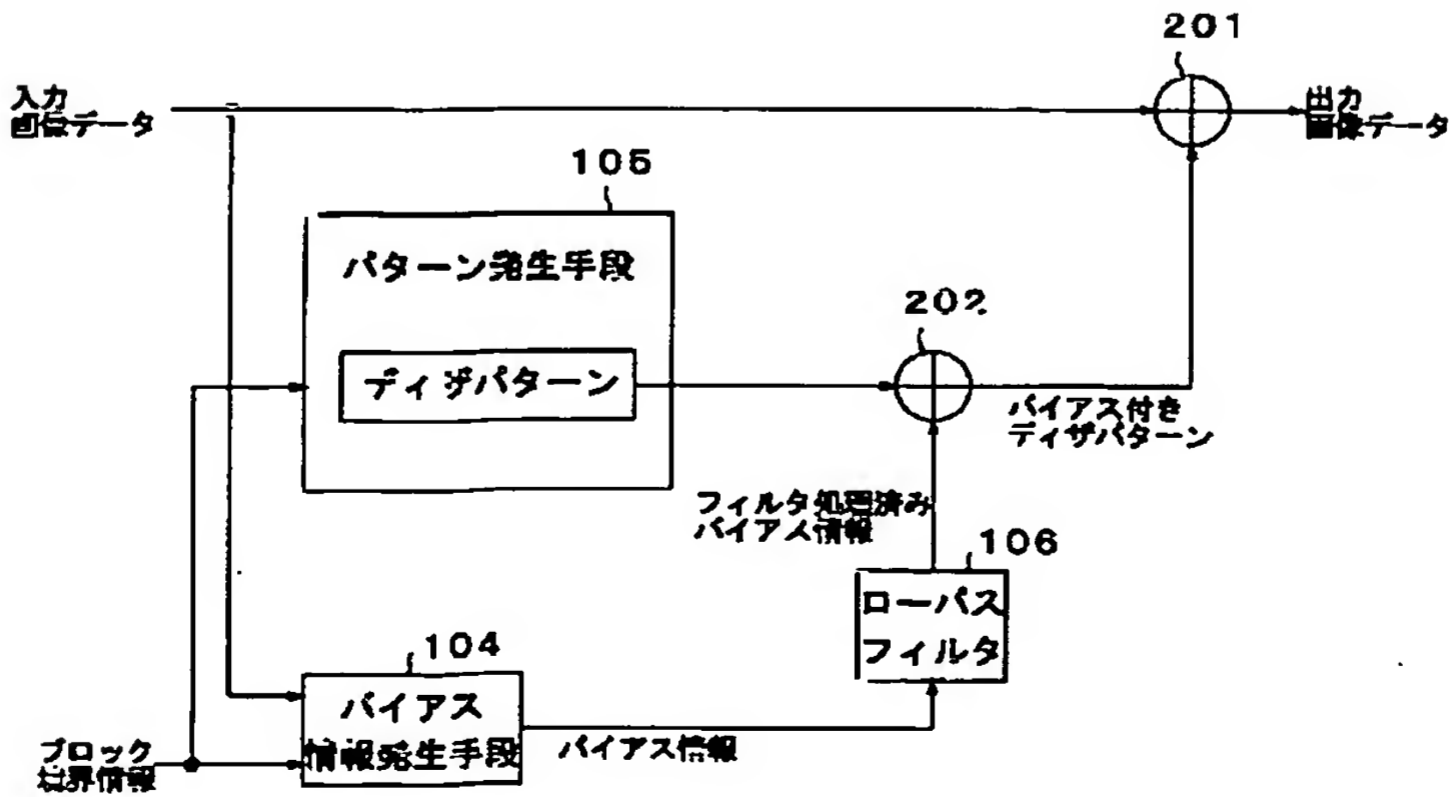 201
入力
画像データ
出力
画像データ
105
パターン発生手段
202
ディザパターン
バイアス付き
ディザパターン
フィルタ処理済み
バイアス情報
106
ローパス
フィルタ
104
バイアス
情報発生手段
バイアス情報
ブロック
境界情報